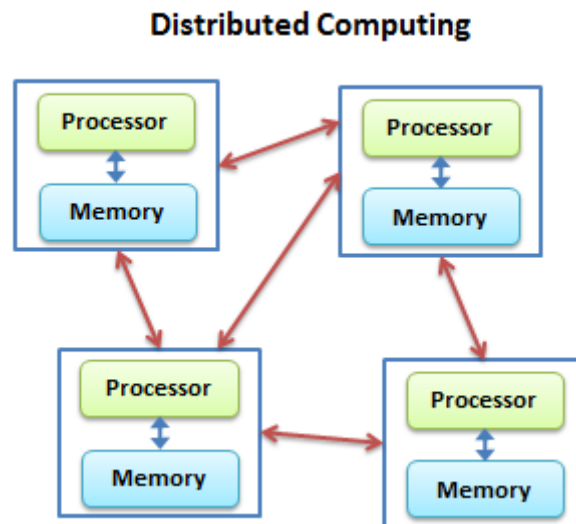 Distributed Computing
Processor
Memory
Processor
Memory
Processor
Memory
Processor
Memory